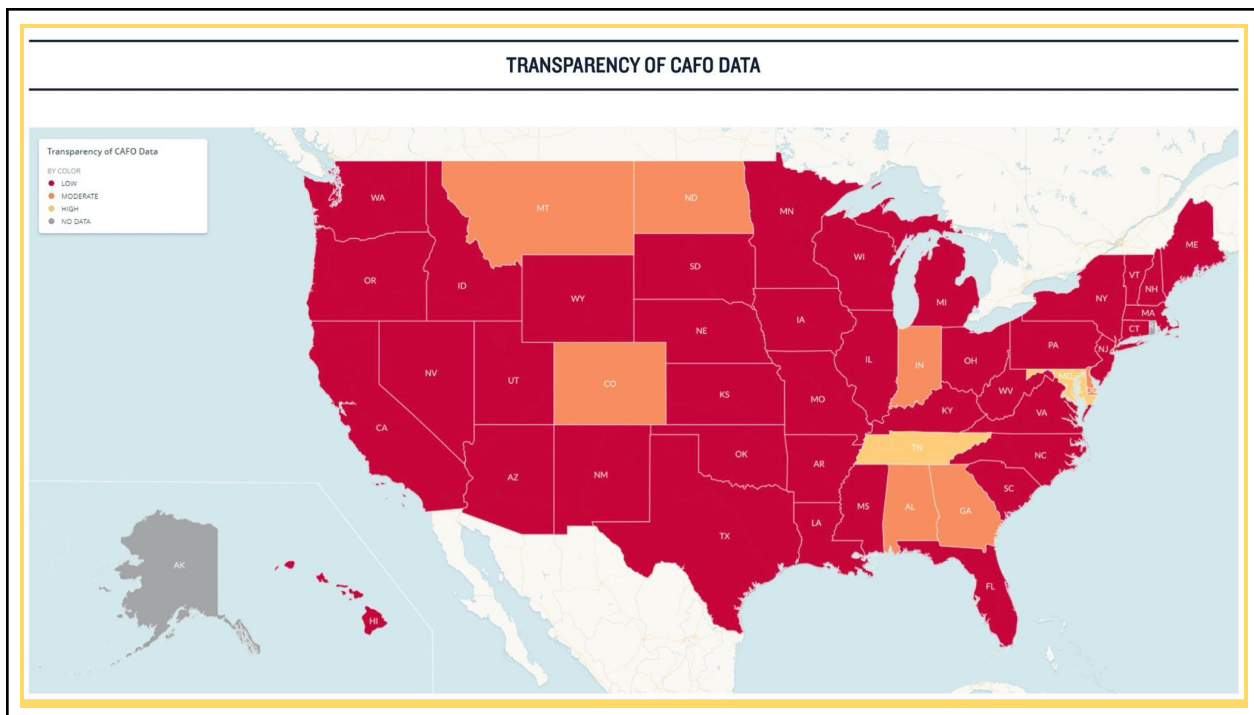 TRANSPARENCY OF CAFO DATA
Transparency of CAFO Data
BY COLOR
LOW
MODERATE
HIGH
NO DATA
WA
MT
ND
MN
ME
OR
ID
WY
SD
WI
MI
VT
NH
NY
MA
CT
NV
UT
CO
NE
IA
IL
IN
OH
PA
NJ
MD
CA
KS
MO
KY
WV
VA
AZ
NM
OK
AR
TN
NC
SC
TX
LA
MS
AL
GA
FL
AK
HI